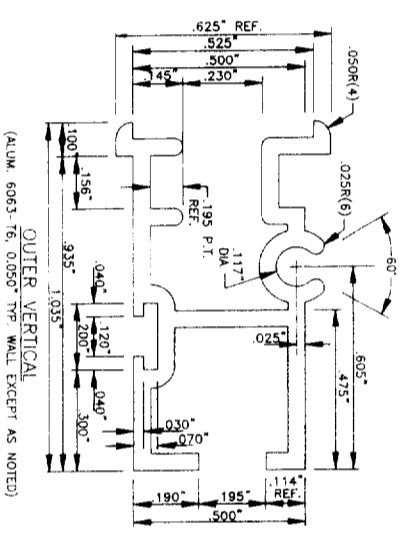 .625" REF.
.525"
.500"
.145"
.230"
.050R(4)
.025R(6)
60°
.100"
.156"
.195 P.T.
REF.
.117"
DIA
.605"
.475"
.025"
.935"
1.035"
.040"
.120"
.200"
.040"
.300"
.030"
.070"
.190"
.195"
.114"
REF.
.500"
OUTER VERTICAL
(ALUM. 6063-T6, 0.050" TYP. WALL EXCEPT AS NOTED)